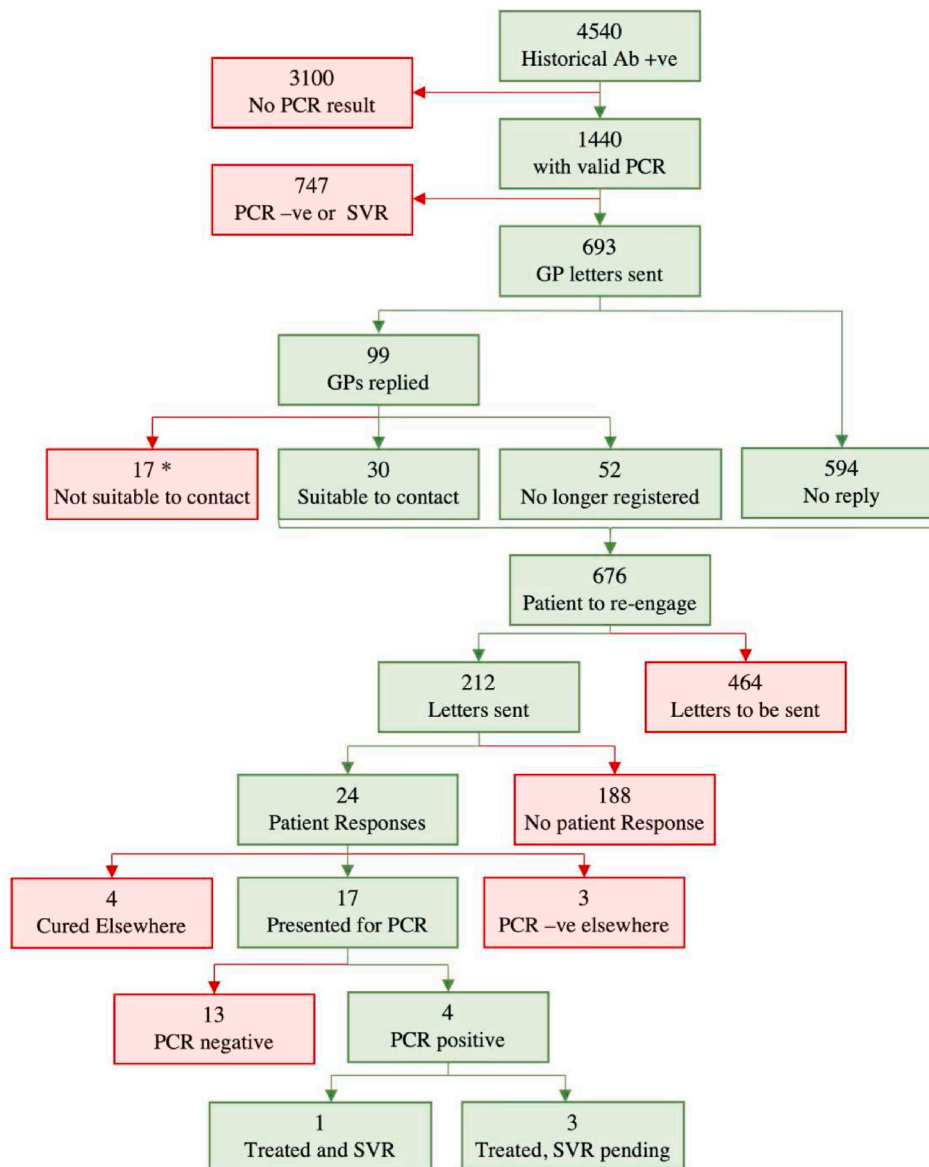 4540
Historical Ab +ve
3100
No PCR result
1440
with valid PCR
747
PCR –ve or SVR
693
GP letters sent
99
GPs replied
17 *
Not suitable to contact
30
Suitable to contact
52
No longer registered
594
No reply
676
Patient to re-engage
212
Letters sent
464
Letters to be sent
24
Patient Responses
188
No patient Response
4
Cured Elsewhere
17
Presented for PCR
3
PCR –ve elsewhere
13
PCR negative
4
PCR positive
1
Treated and SVR
3
Treated, SVR pending